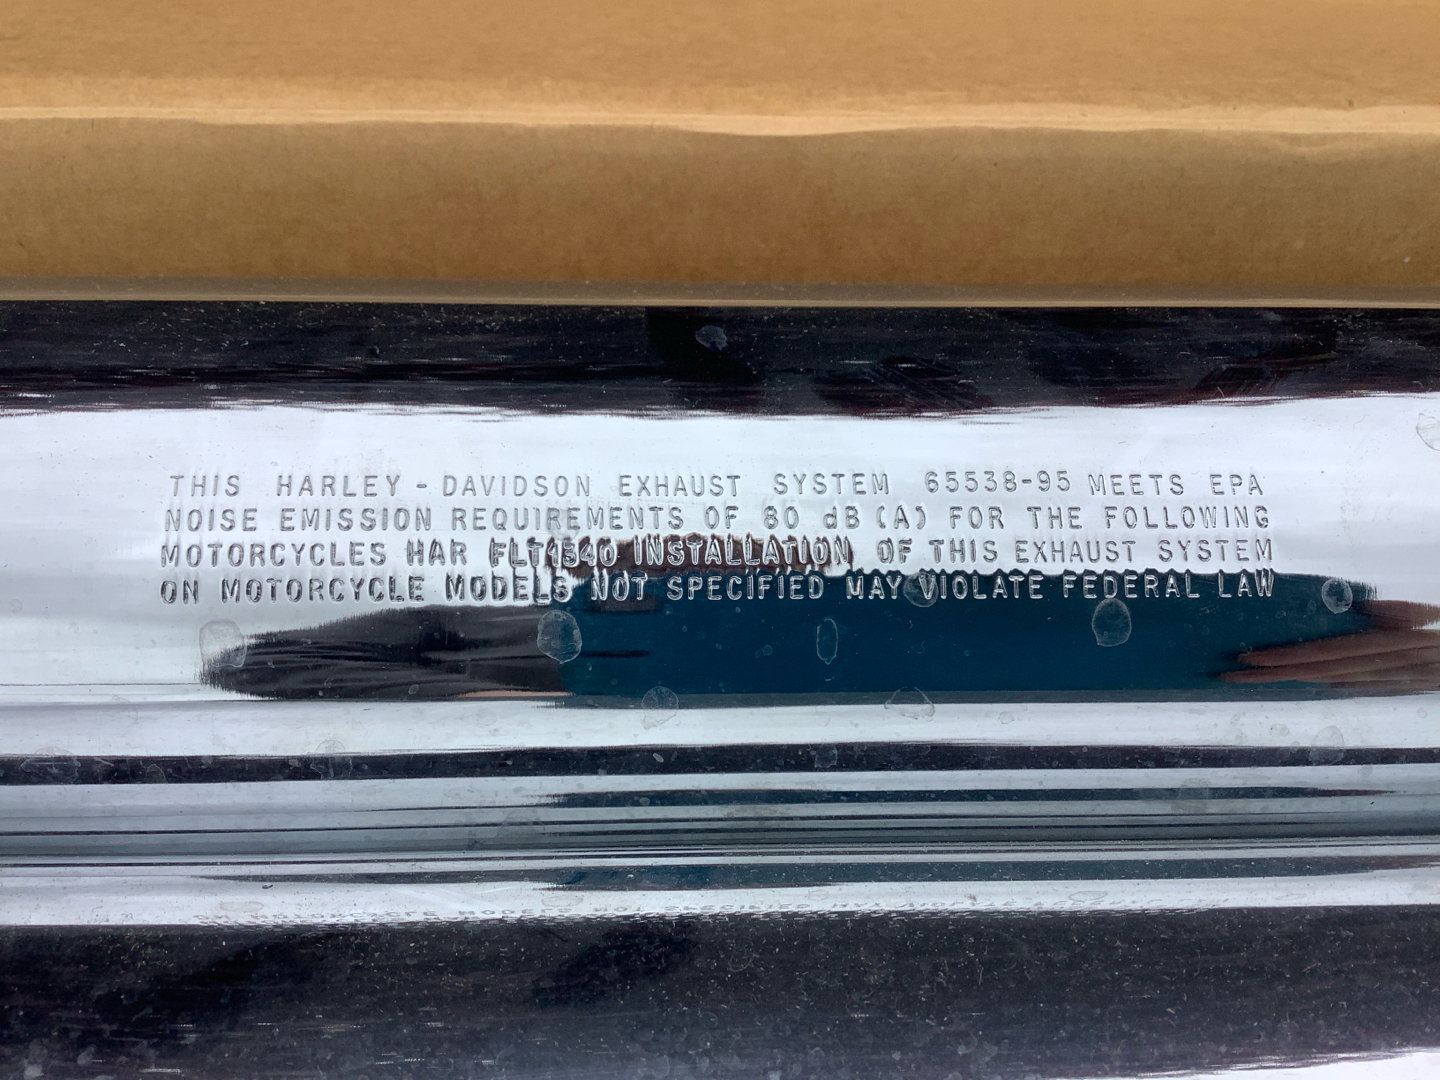 THIS HARLEY-DAVIDSON EXHAUST SYSTEM 65538-95 MEETS EPA
NOISE EMISSION REQUIREMENTS OF 80 dB (A) FOR THE FOLLOWING
MOTORCYCLES HAR FLT1340 INSTALLATION OF THIS EXHAUST SYSTEM
ON MOTORCYCLE MODELS NOT SPECIFIED MAY VIOLATE FEDERAL LAW